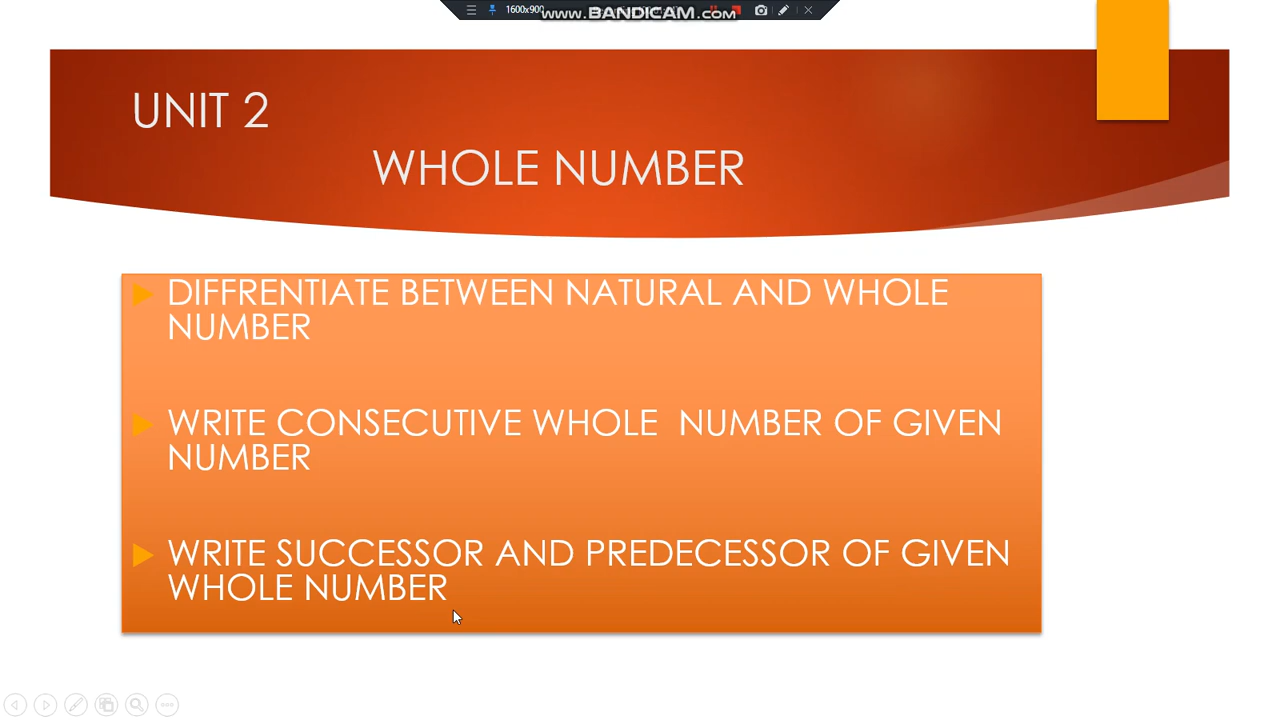 1600x900
www.BANDICAM.com
UNIT 2
WHOLE NUMBER
DIFFRENTIATE BETWEEN NATURAL AND WHOLE
NUMBER
WRITE CONSECUTIVE WHOLE NUMBER OF GIVEN
NUMBER
WRITE SUCCESSOR AND PREDECESSOR OF GIVEN
WHOLE NUMBER